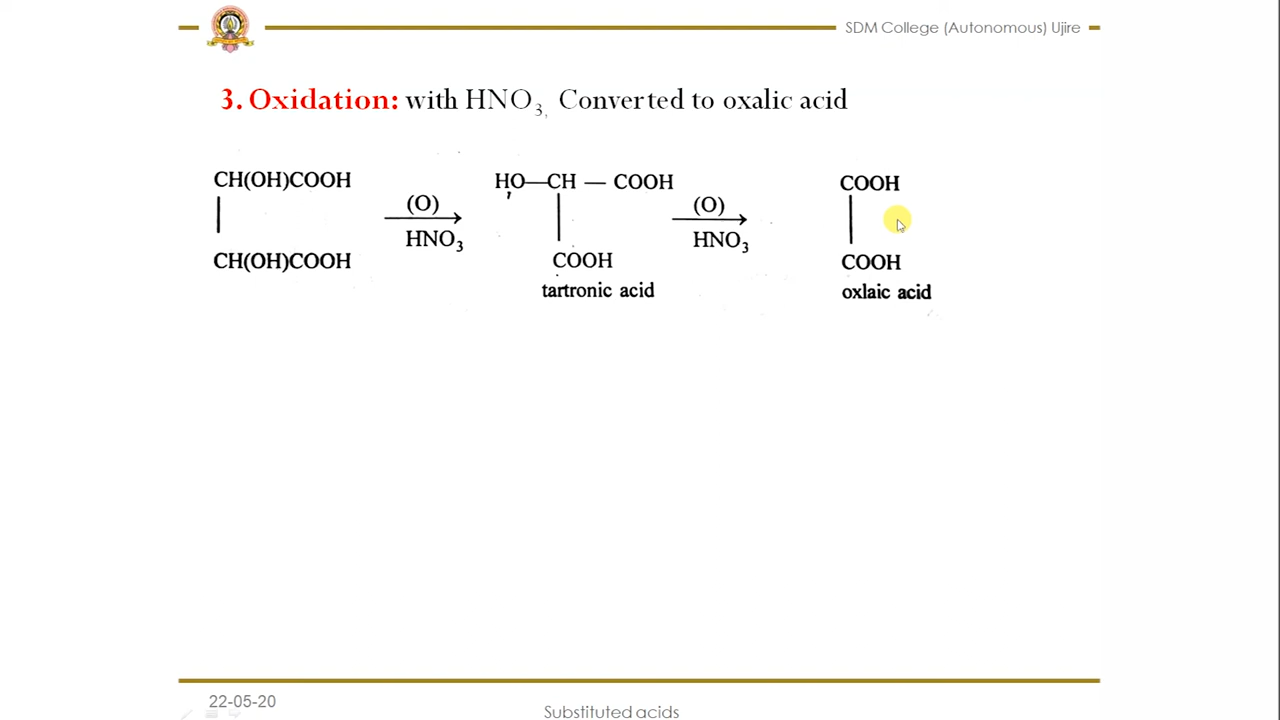 SDM College (Autonomous) Ujire
3. Oxidation: with HNO3, Converted to oxalic acid
CH(OH)COOH
CH(OH)COOH
(O)
HNO3
HO—CH — COOH
COOH
tartronic acid
(O)
HNO3
COOH
COOH
oxlaic acid
22-05-20
Substituted acids